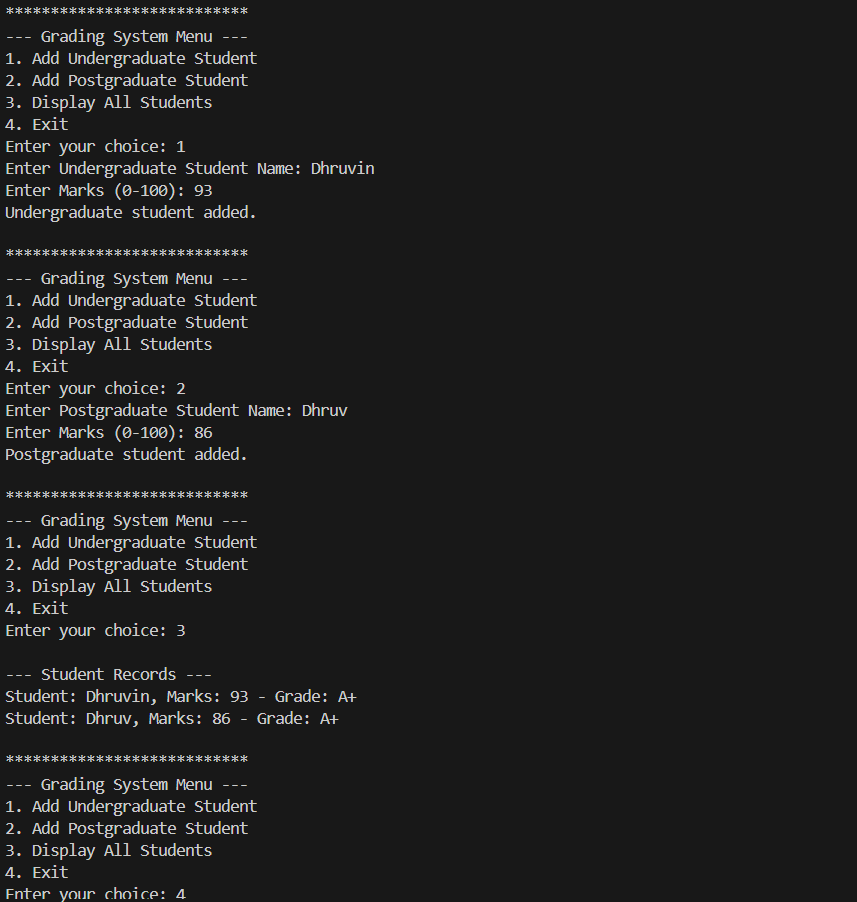 ***************************
--- Grading System Menu ---
1. Add Undergraduate Student
2. Add Postgraduate Student
3. Display All Students
4. Exit
Enter your choice: 1
Enter Undergraduate Student Name: Dhruvin
Enter Marks (0-100): 93
Undergraduate student added.

***************************
--- Grading System Menu ---
1. Add Undergraduate Student
2. Add Postgraduate Student
3. Display All Students
4. Exit
Enter your choice: 2
Enter Postgraduate Student Name: Dhruv
Enter Marks (0-100): 86
Postgraduate student added.

***************************
--- Grading System Menu ---
1. Add Undergraduate Student
2. Add Postgraduate Student
3. Display All Students
4. Exit
Enter your choice: 3

--- Student Records ---
Student: Dhruvin, Marks: 93 - Grade: A+
Student: Dhruv, Marks: 86 - Grade: A+

***************************
--- Grading System Menu ---
1. Add Undergraduate Student
2. Add Postgraduate Student
3. Display All Students
4. Exit
Enter your choice: 4